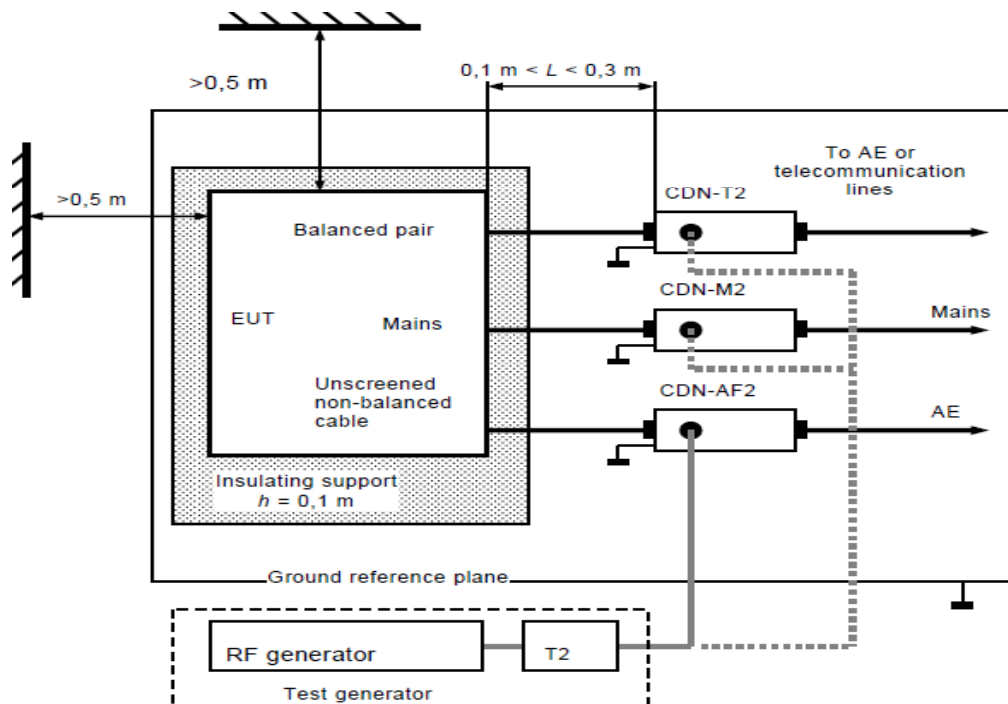 >0,5 m
0,1 m < L < 0,3 m
>0,5 m
To AE or
telecommunication
lines
CDN-T2
Balanced pair
CDN-M2
EUT
Mains
Mains
Unscreened
non-balanced
cable
CDN-AF2
AE
Insulating support
h = 0,1 m
Ground reference plane
RF generator
T2
Test generator